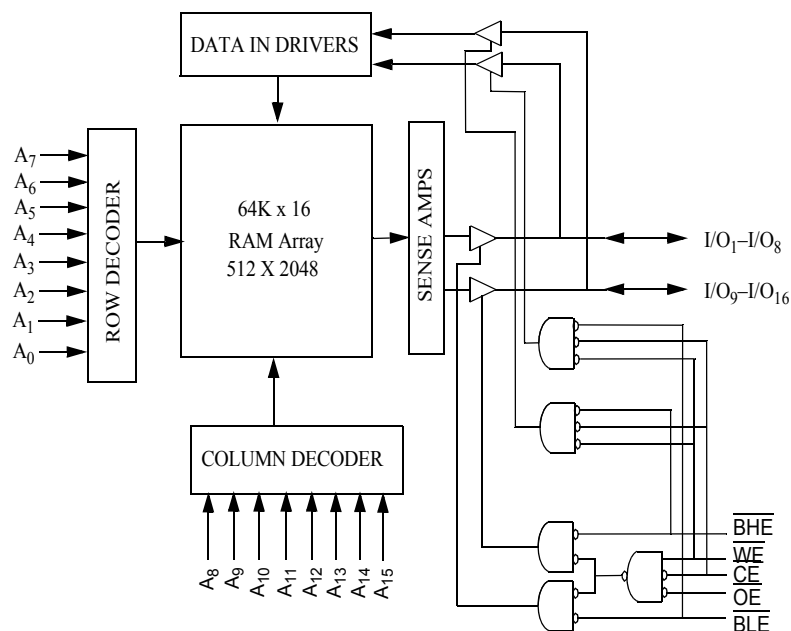 DATA IN DRIVERS
A7
A6
A5
A4
A3
A2
A1
A0
ROW DECODER
64K x 16
RAM Array
512 X 2048
SENSE AMPS
I/O1–I/O8
I/O9–I/O16
COLUMN DECODER
A8
A9
A10
A11
A12
A13
A14
A15
BHE
WE
CE
OE
BLE